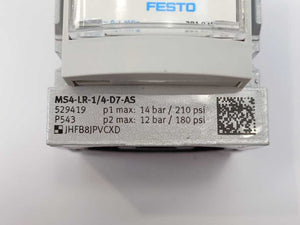 FESTO
MS4-LR-1/4-D7-AS
529419 p1 max: 14 bar / 210 psi
P543 p2 max: 12 bar / 180 psi
JHFB8JPVCXD